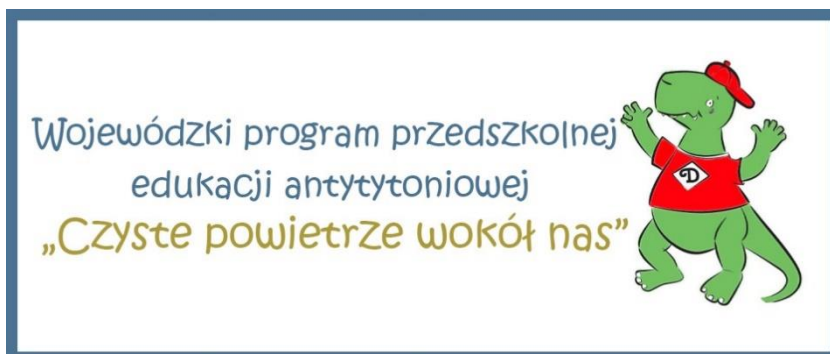 Wojewódzki program przedszkolnej
edukacji antytytoniowej
„Czyste powietrze wokół nas”
D